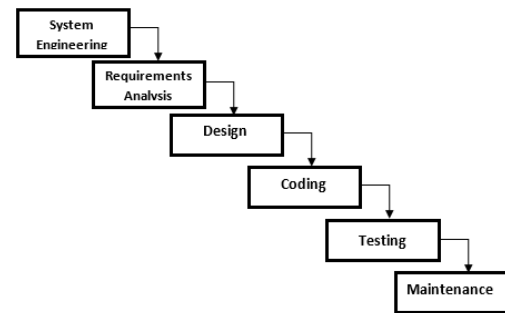 System
Engineering
Requirements
Analysis
Design
Coding
Testing
Maintenance